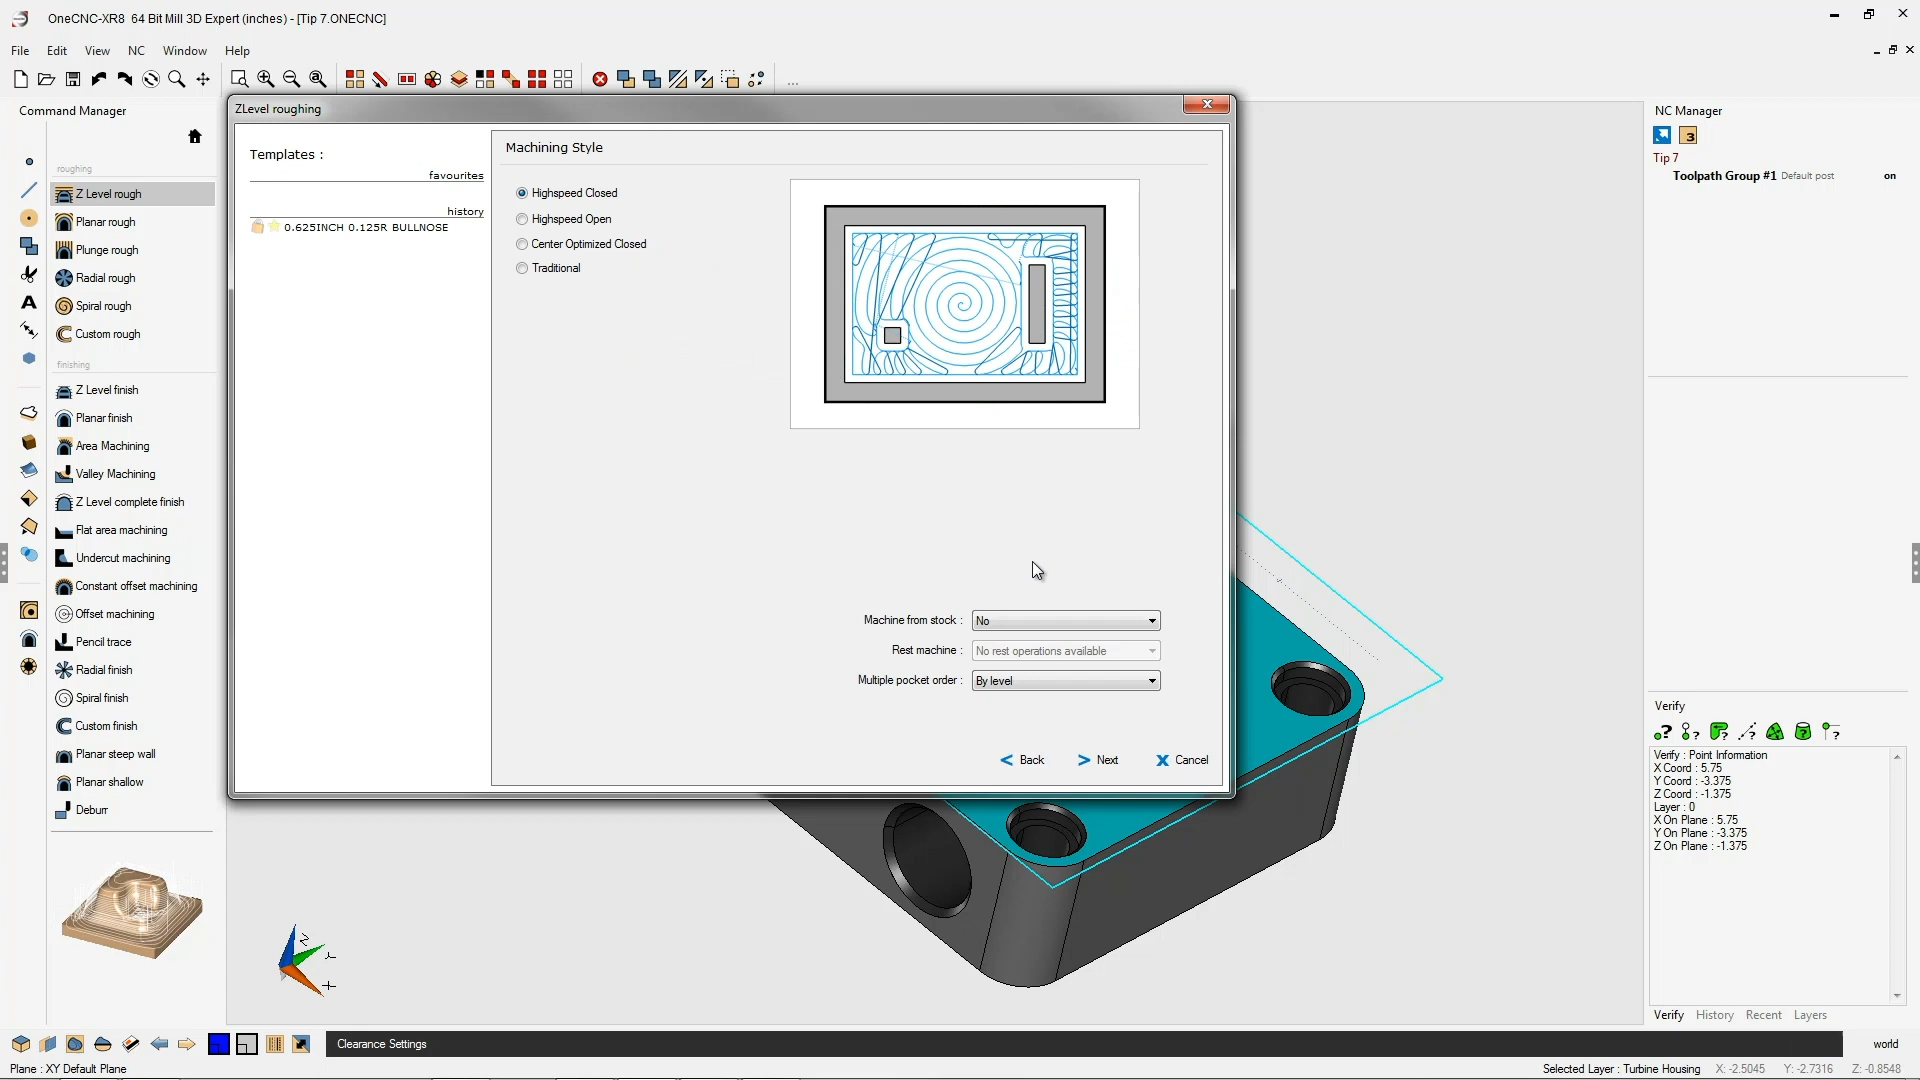 OneCNC-XR8 64 Bit Mill 3D Expert (inches) - [Tip 7.ONECNC]
File Edit View NC Window Help
Command Manager
roughing
Z Level rough
Planar rough
Plunge rough
Radial rough
Spiral rough
Custom rough
finishing
Z Level finish
Planar finish
Area Machining
Valley Machining
Z Level complete finish
Flat area machining
Undercut machining
Constant offset machining
Offset machining
Pencil trace
Radial finish
Spiral finish
Custom finish
Planar steep wall
Planar shallow
Deburr
ZLevel roughing
Templates :
favourites
history
0.625INCH 0.125R BULLNOSE
Machining Style
Highspeed Closed
Highspeed Open
Center Optimized Closed
Traditional
Machine from stock : No
Rest machine : No rest operations available
Multiple pocket order : By level
< Back > Next X Cancel
NC Manager
3
Tip 7
Toolpath Group #1 Default post on
Verify
Verify : Point Information
X Coord : 5.75
Y Coord : -3.375
Z Coord : -1.375
Layer : 0
X On Plane : 5.75
Y On Plane : -3.375
Z On Plane : -1.375
Verify History Recent Layers
Clearance Settings
world
Plane : XY Default Plane
Selected Layer : Turbine Housing X: -2.5045 Y: -2.7316 Z: -0.8548